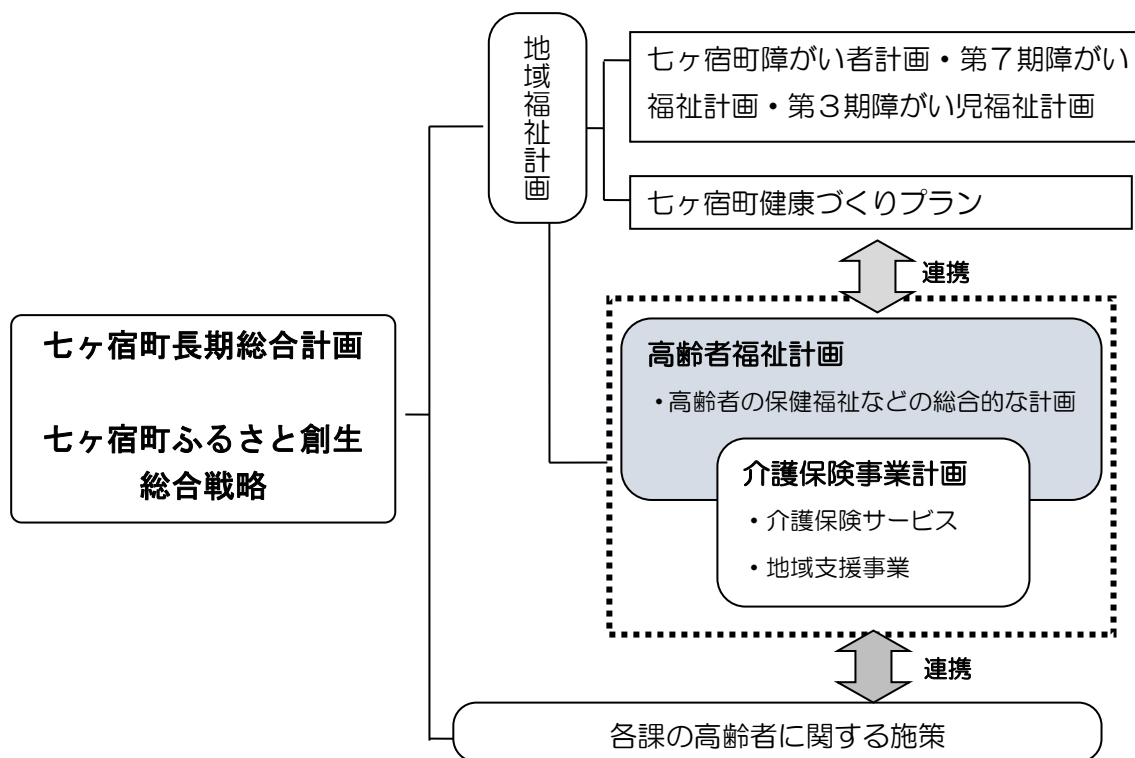 地域福祉計画
七ヶ宿町障がい者計画・第７期障がい
福祉計画・第３期障がい児福祉計画
七ヶ宿町健康づくりプラン
連携
七ヶ宿町長期総合計画
七ヶ宿町ふるさと創生
総合戦略
高齢者福祉計画
・高齢者の保健福祉などの総合的な計画
介護保険事業計画
・介護保険サービス
・地域支援事業
連携
各課の高齢者に関する施策